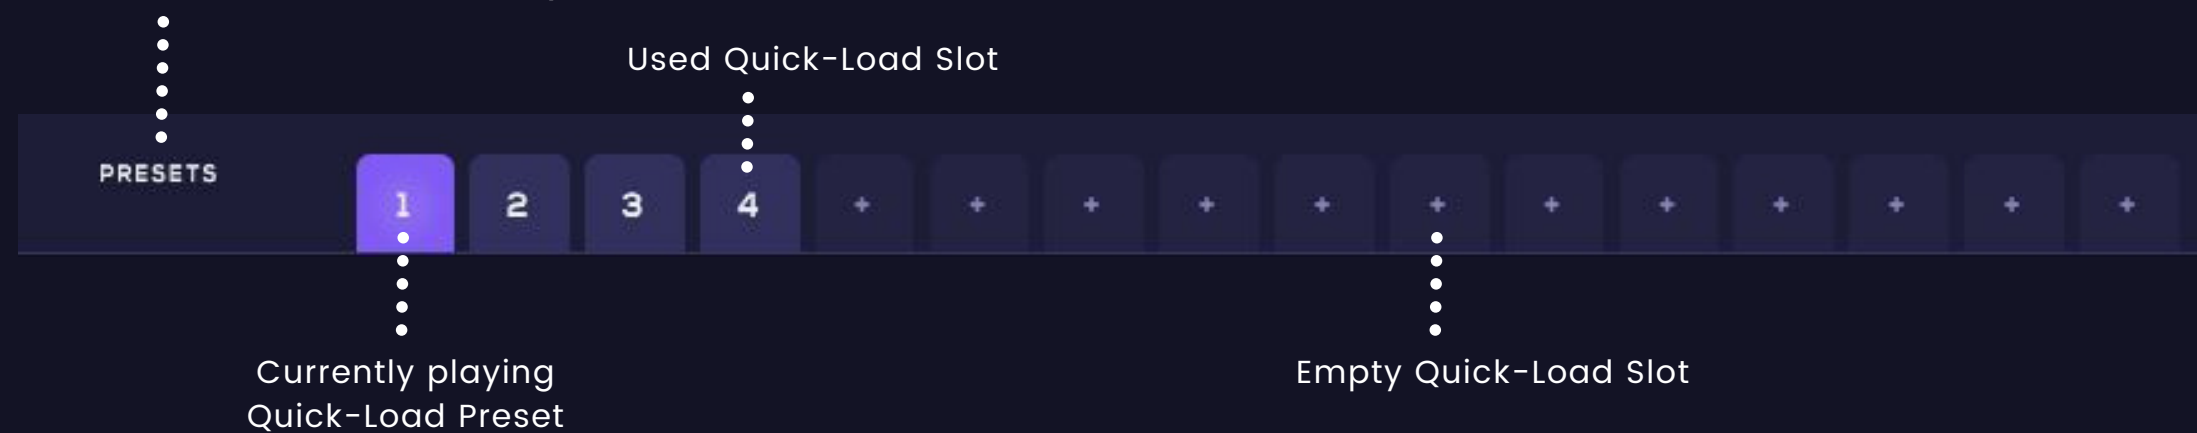 Used Quick-Load Slot
PRESETS
1 2 3 4 + + + + + + + + + + + +
Currently playing
Quick-Load Preset
Empty Quick-Load Slot